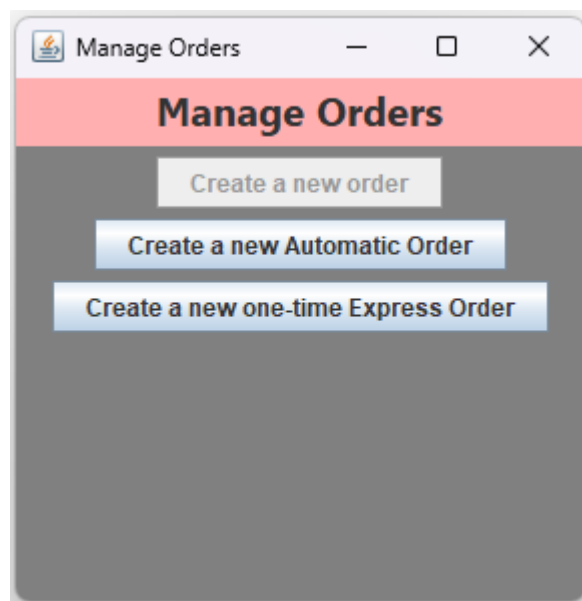 Manage Orders
Manage Orders
Create a new order
Create a new Automatic Order
Create a new one-time Express Order